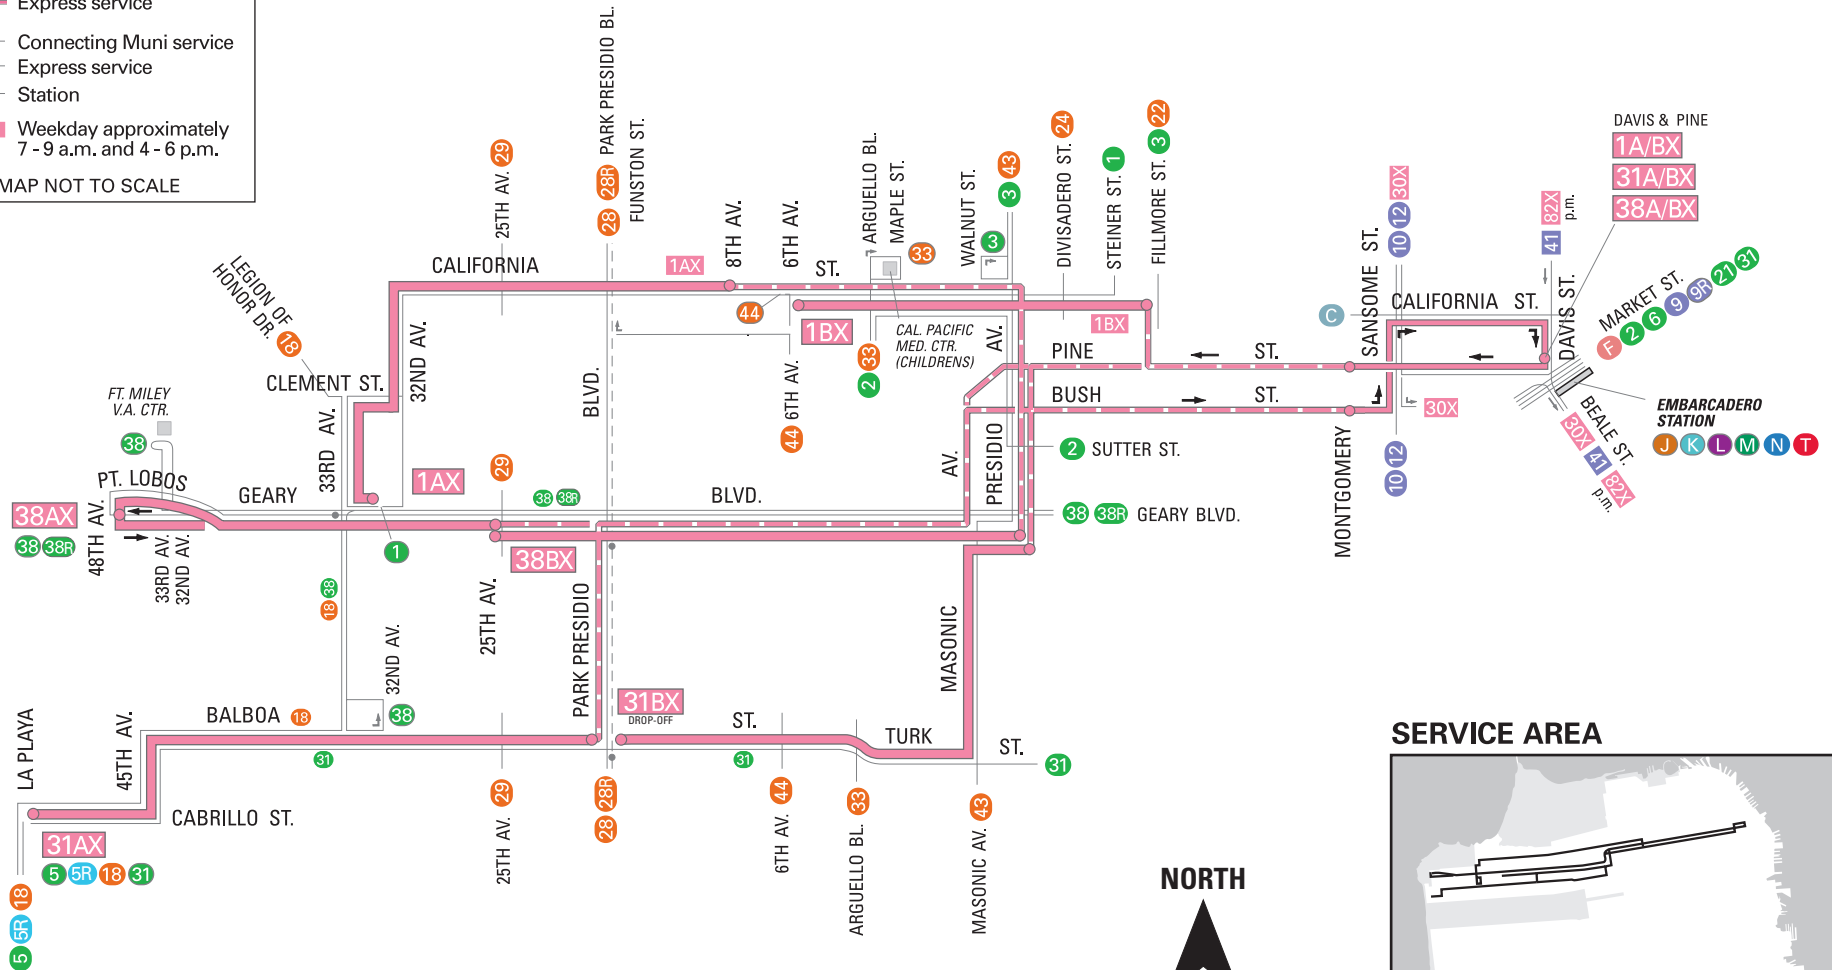 Express service
Connecting Muni service
Express service
Station
Weekday approximately
7 - 9 a.m. and 4 - 6 p.m.
MAP NOT TO SCALE
25TH AV. 29
28 28R PARK PRESIDIO BL.
FUNSTON ST.
8TH AV.
6TH AV.
ARGUELLO BL.
MAPLE ST.
33
WALNUT ST.
3
3 43
DIVISADERO ST. 24
STEINER ST. 1
FILLMORE ST. 3 22
10 12 30X
SANSOME ST.
41 82X
p.m.
DAVIS & PINE
1A/BX
31A/BX
38A/BX
LEGION OF
HONOR DR. 18
CALIFORNIA
1AX
ST.
44
1BX
1BX
CAL. PACIFIC
MED. CTR.
(CHILDRENS)
AV.
C
CALIFORNIA ST.
DAVIS ST.
MARKET ST.
F 2 6 9 9R 21 31
CLEMENT ST.
32ND AV.
BLVD.
44 6TH AV.
2 33
PINE
ST.
BUSH
ST.
30X
BEALE ST.
30X 41 82X
p.m.
EMBARCADERO
STATION
J K L M N T
FT. MILEY
V.A. CTR.
38
33RD AV.
1AX
29
AV.
PRESIDIO
2 SUTTER ST.
MONTGOMERY
10 12
PT. LOBOS
GEARY
38 38R
BLVD.
38 38R GEARY BLVD.
38AX
38 38R
48TH AV.
33RD AV.
32ND AV.
1
38BX
18 38
25TH AV.
PARK PRESIDIO
MASONIC
32ND AV.
38
31BX
DROP-OFF
LA PLAYA
45TH AV.
BALBOA 18
31
ST.
31
TURK
ST.
31
CABRILLO ST.
31AX
5 5R 18 31
5 5R 18
29
25TH AV.
28 28R
44
6TH AV.
33
ARGUELLO BL.
MASONIC AV. 43
NORTH
SERVICE AREA